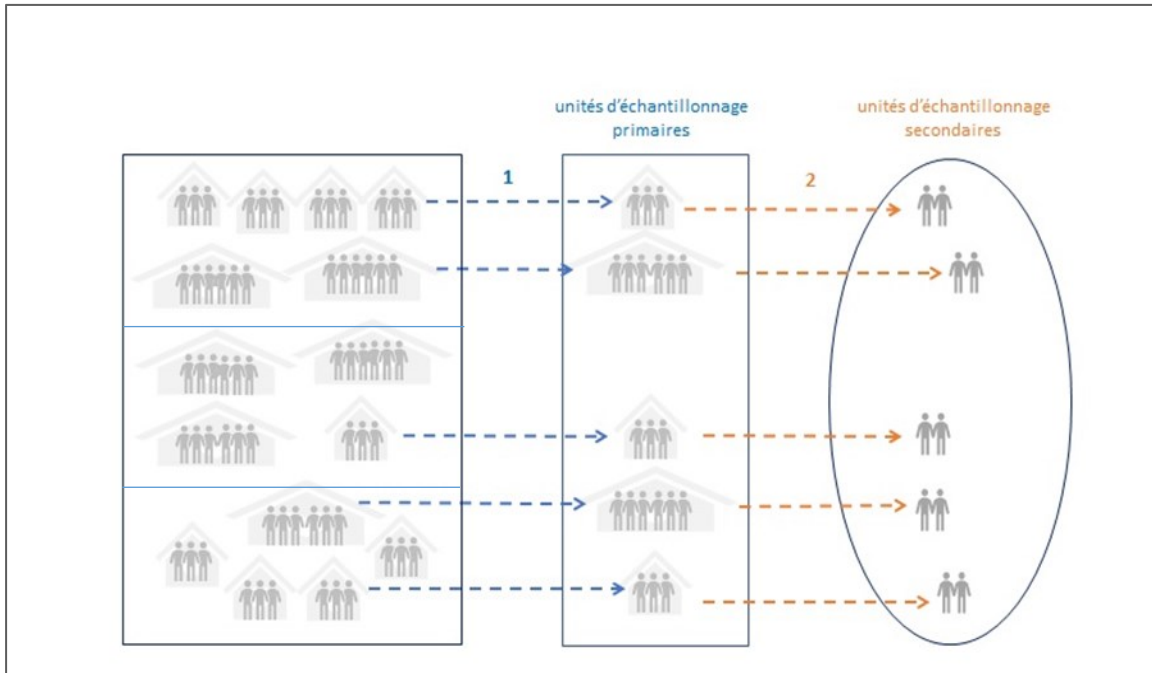 unités d'échantillonnage
primaires
unités d'échantillonnage
secondaires
1
2